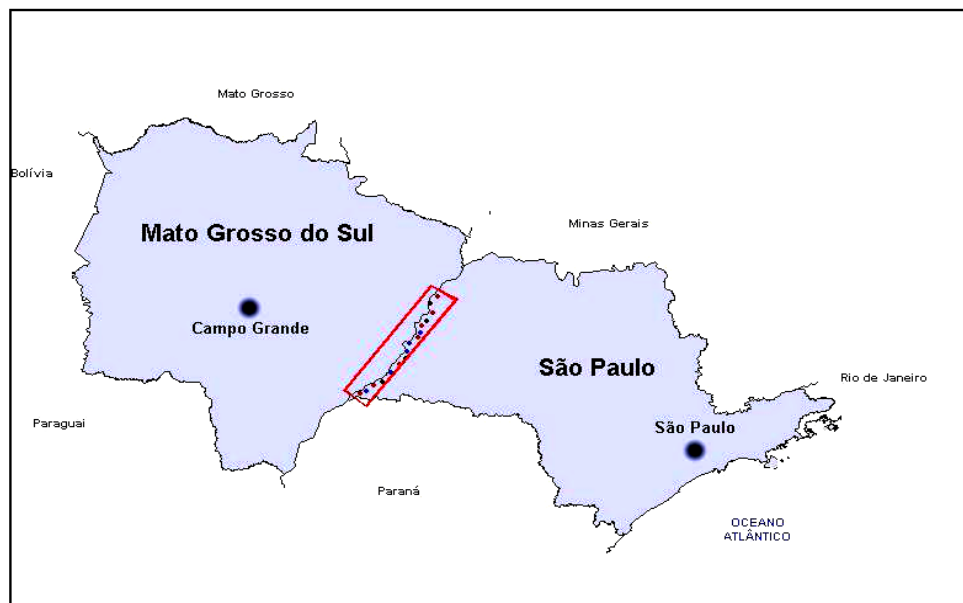 Mato Grosso
Bolívia
Minas Gerais
Mato Grosso do Sul
Campo Grande
São Paulo
Rio de Janeiro
Paraguai
São Paulo
Paraná
OCEANO
ATLÂNTICO